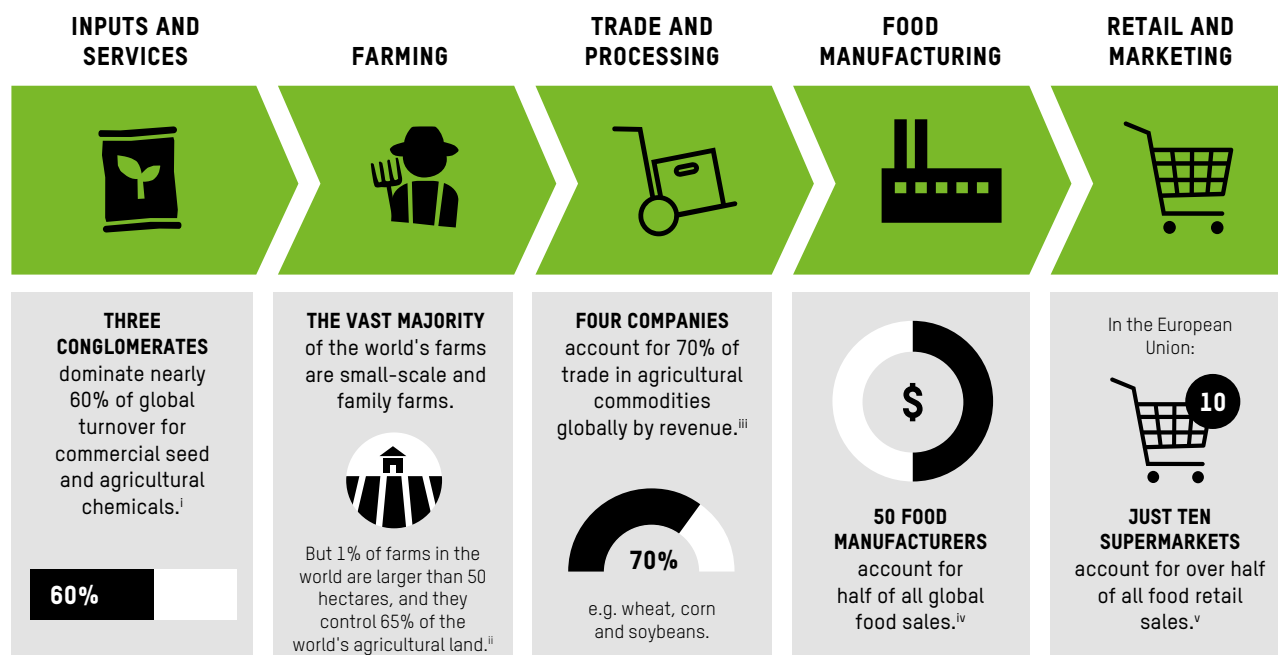 INPUTS AND
SERVICES
FARMING
TRADE AND
PROCESSING
FOOD
MANUFACTURING
RETAIL AND
MARKETING
THREE
CONGLOMERATES
dominate nearly
60% of global
turnover for
commercial seed
and agricultural
chemicals.ⁱ
60%
THE VAST MAJORITY
of the world's farms
are small-scale and
family farms.
But 1% of farms in the
world are larger than 50
hectares, and they
control 65% of the
world's agricultural land.ⁱⁱ
FOUR COMPANIES
account for 70% of
trade in agricultural
commodities
globally by revenue.ⁱⁱⁱ
70%
e.g. wheat, corn
and soybeans.
$
50 FOOD
MANUFACTURERS
account for
half of all global
food sales.ⁱᵛ
In the European
Union:
10
JUST TEN
SUPERMARKETS
account for over half
of all food retail
sales.ᵛ